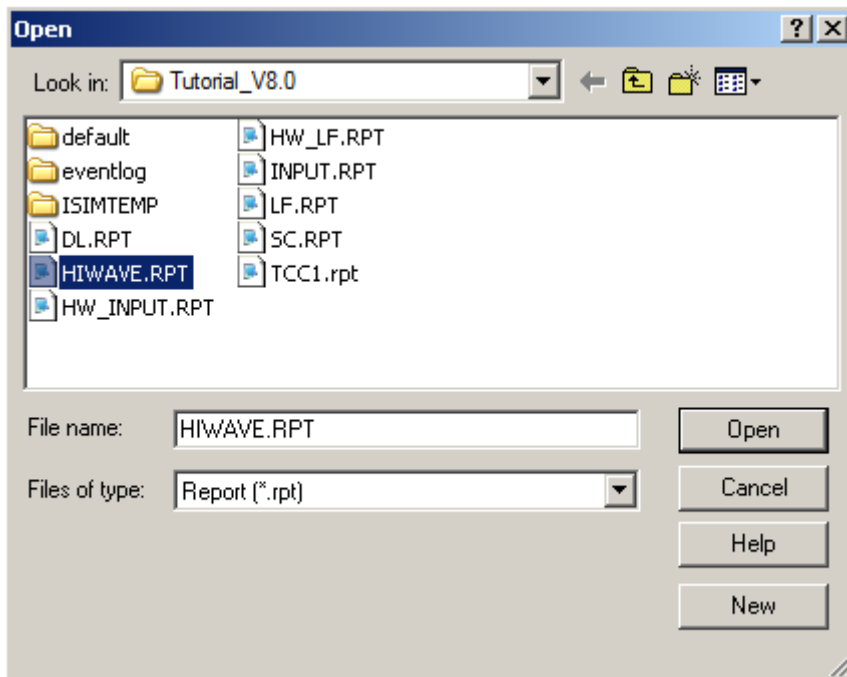 Open
Look in: Tutorial_V8.0
default
eventlog
ISIMTEMP
DL.RPT
HIWAVE.RPT
HW_INPUT.RPT
HW_LF.RPT
INPUT.RPT
LF.RPT
SC.RPT
TCC1.rpt
File name: HIWAVE.RPT
Open
Files of type: Report (*.rpt)
Cancel
Help
New